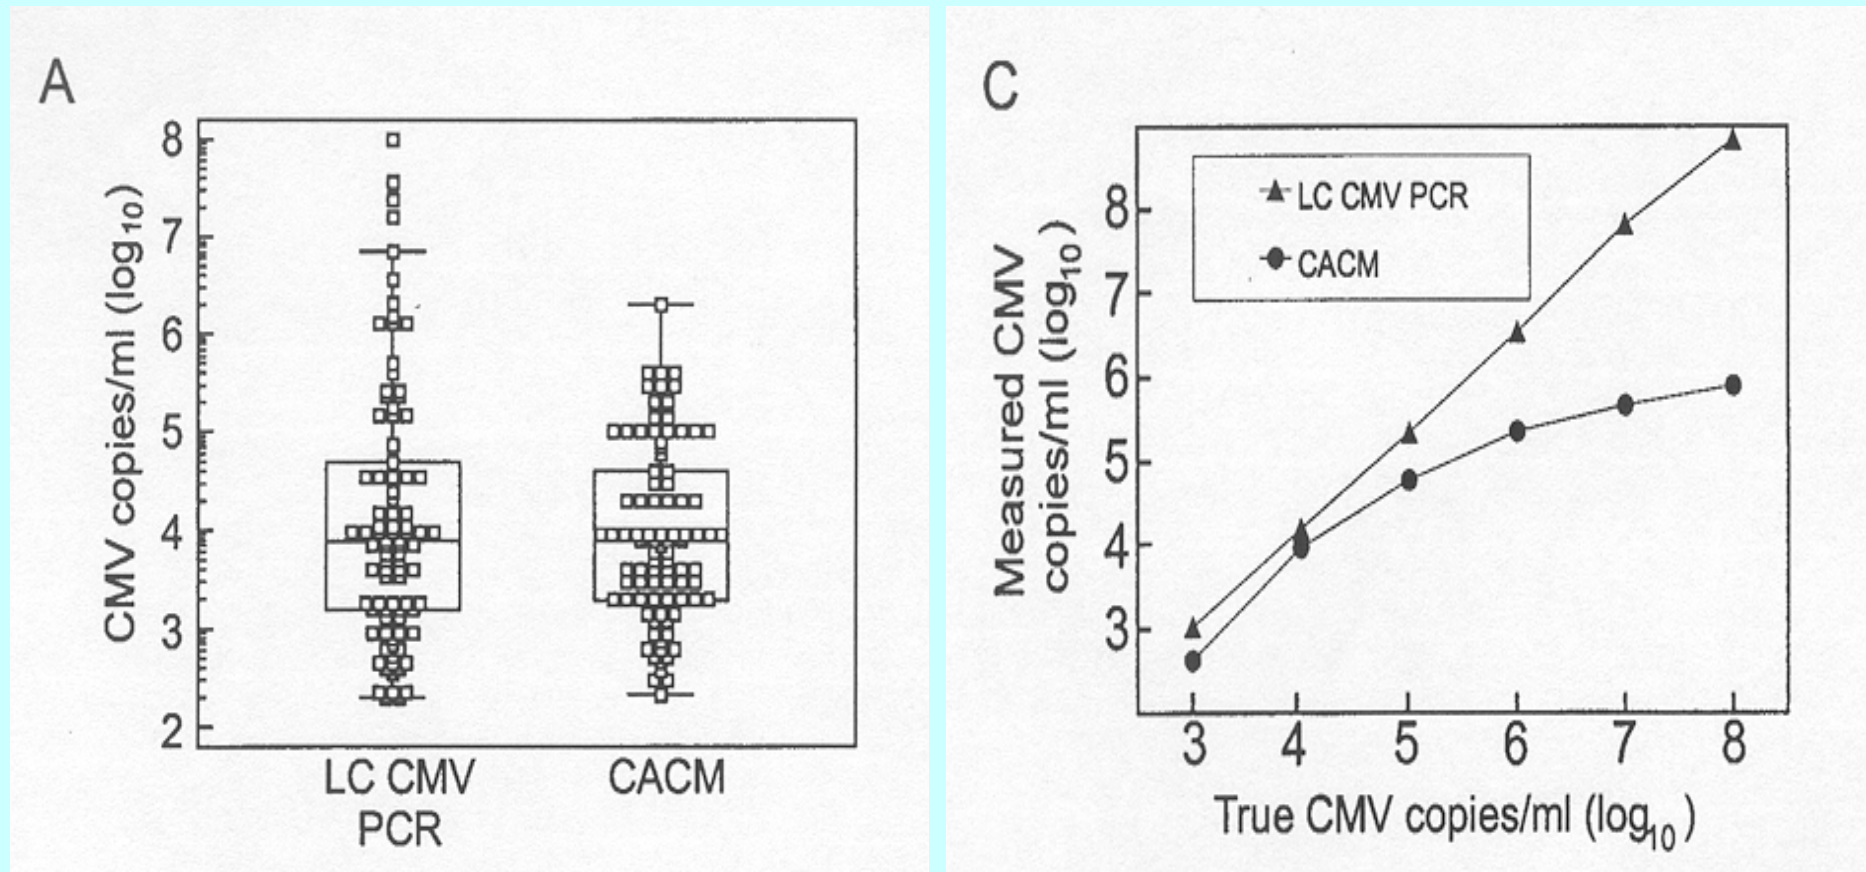 A
CMV copies/ml (log10)
8
7
6
5
4
3
2
LC CMV
PCR
CACM
C
Measured CMV
copies/ml (log10)
8
7
6
5
4
3
LC CMV PCR
CACM
3 4 5 6 7 8
True CMV copies/ml (log10)